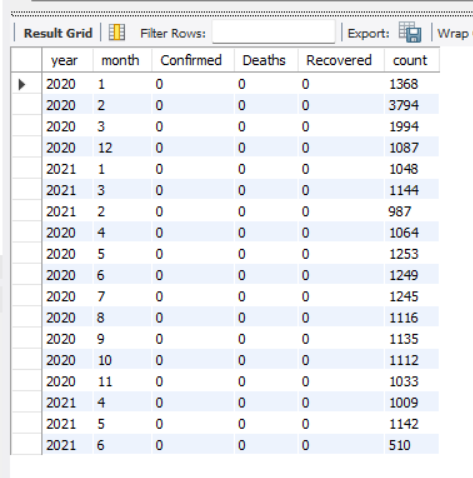 Result Grid Filter Rows: Export: Wrap
year month Confirmed Deaths Recovered count
2020 1 0 0 0 1368
2020 2 0 0 0 3794
2020 3 0 0 0 1994
2020 12 0 0 0 1087
2021 1 0 0 0 1048
2021 3 0 0 0 1144
2021 2 0 0 0 987
2020 4 0 0 0 1064
2020 5 0 0 0 1253
2020 6 0 0 0 1249
2020 7 0 0 0 1245
2020 8 0 0 0 1116
2020 9 0 0 0 1135
2020 10 0 0 0 1112
2020 11 0 0 0 1033
2021 4 0 0 0 1009
2021 5 0 0 0 1142
2021 6 0 0 0 510